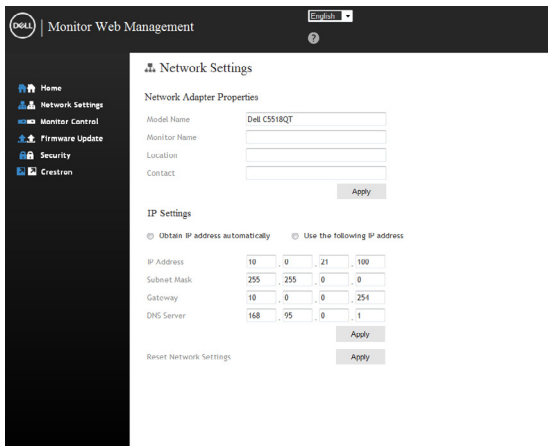 DELL Monitor Web Management
English
?
Home
Network Settings
Monitor Control
Firmware Update
Security
Crestron
Network Settings
Network Adapter Properties
Model Name Dell C5518QT
Monitor Name
Location
Contact
Apply
IP Settings
Obtain IP address automatically Use the following IP address
IP Address 10 . 0 . 21 . 100
Subnet Mask 255 . 255 . 0 . 0
Gateway 10 . 0 . 0 . 254
DNS Server 168 . 95 . 0 . 1
Apply
Reset Network Settings Apply